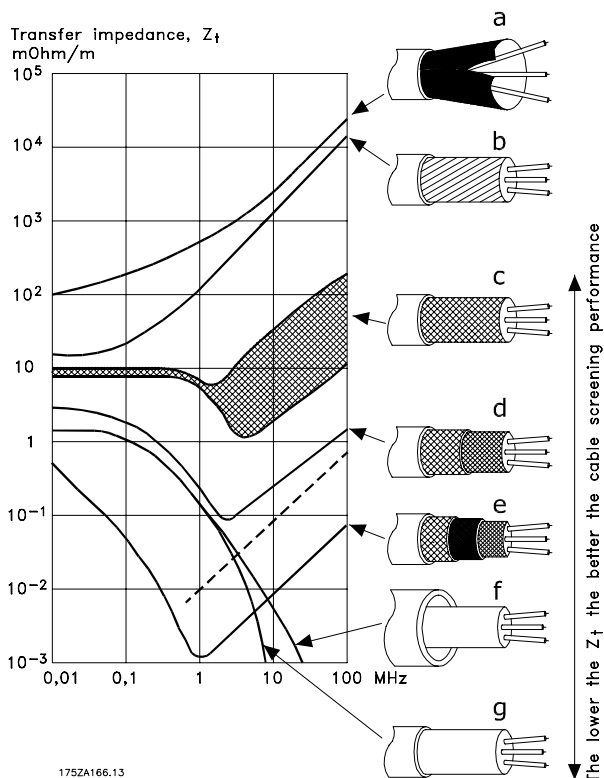 Transfer impedance, Zt
mOhm/m
10⁵
10⁴
10³
10²
10
1
10⁻¹
10⁻²
10⁻³
0,01 0,1 1 10 100 MHz
a
b
c
d
e
f
g
The lower the Zt the better the cable screening performance
175ZA166.13